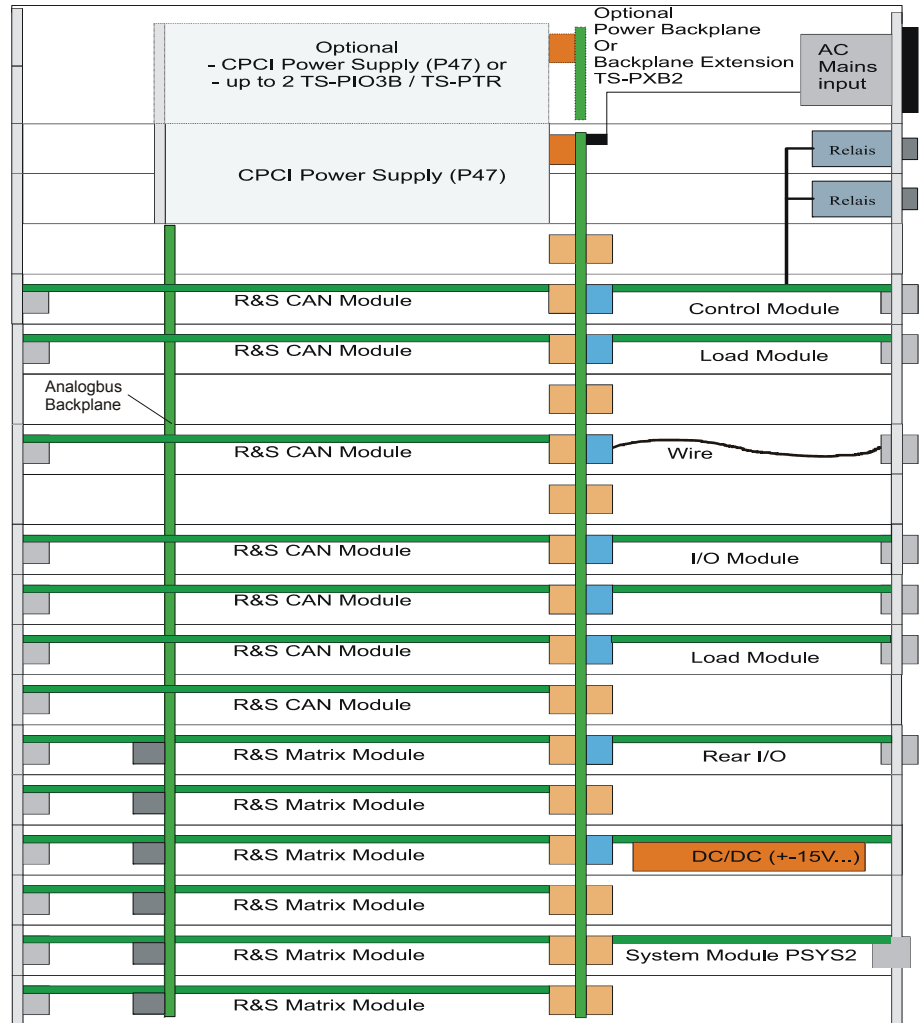 Optional
Power Backplane
Or
Backplane Extension
TS-PXB2
Optional
- CPCI Power Supply (P47) or
- up to 2 TS-PIO3B / TS-PTR
AC
Mains
input
Relais
CPCI Power Supply (P47)
Relais
R&S CAN Module
Control Module
R&S CAN Module
Load Module
Analogbus
Backplane
R&S CAN Module
Wire
R&S CAN Module
I/O Module
R&S CAN Module
R&S CAN Module
Load Module
R&S CAN Module
R&S Matrix Module
Rear I/O
R&S Matrix Module
R&S Matrix Module
DC/DC (+-15V...)
R&S Matrix Module
R&S Matrix Module
System Module PSYS2
R&S Matrix Module